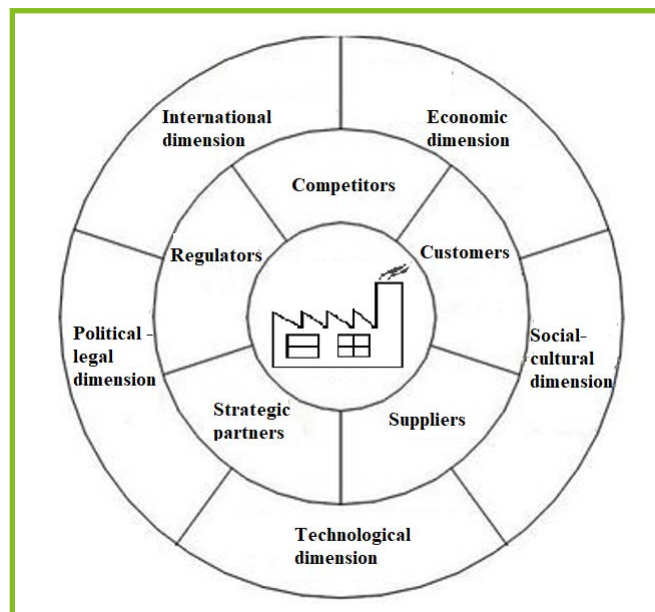 International
dimension
Economic
dimension
Competitors
Regulators
Customers
Political -
legal
dimension
Social-
cultural
dimension
Strategic
partners
Suppliers
Technological
dimension